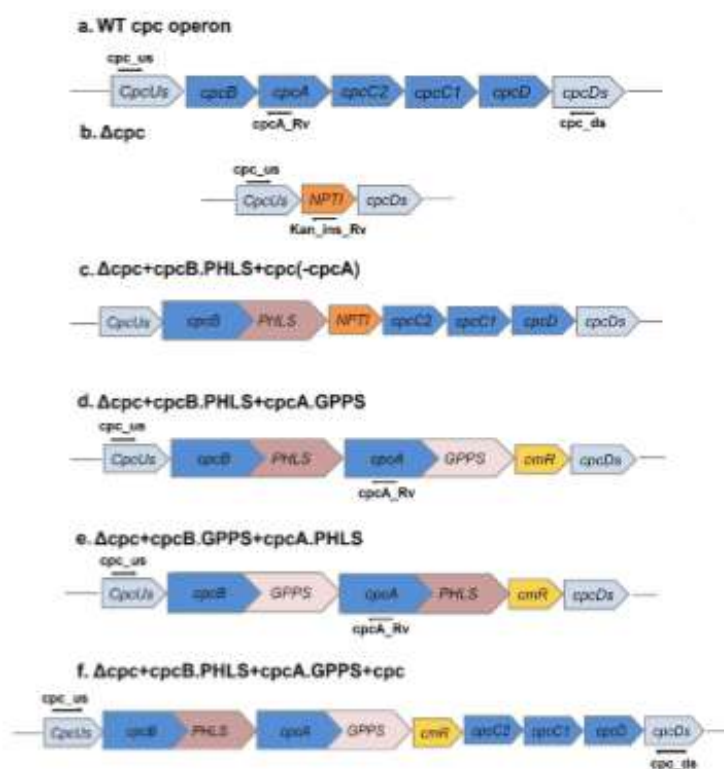 a. WT cpc operon
cpc_us
CpcUs cpcB cpcA cpcC2 cpcC1 cpcD cpcDs
cpcA_Rv cpc_ds
b. Δcpc
cpc_us
CpcUs NPTI cpcDs
Kan_ins_Rv
c. Δcpc+cpcB.PHLS+cpc(-cpcA)
CpcUs cpcB PHLS NPTI cpcC2 cpcC1 cpcD cpcDs
d. Δcpc+cpcB.PHLS+cpcA.GPPS
cpc_us
CpcUs cpcB PHLS cpcA GPPS cmR cpcDs
cpcA_Rv
e. Δcpc+cpcB.GPPS+cpcA.PHLS
cpc_us
CpcUs cpcB GPPS cpcA PHLS cmR cpcDs
cpcA_Rv
f. Δcpc+cpcB.PHLS+cpcA.GPPS+cpc
cpc_us
CpcUs cpcB PHLS cpcA GPPS cmR cpcC2 cpcC1 cpcD cpcDs
cpc_ds